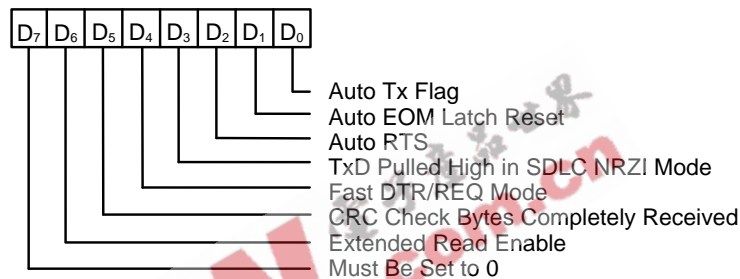 D₇ D₆ D₅ D₄ D₃ D₂ D₁ D₀
Auto Tx Flag
Auto EOM Latch Reset
Auto RTS
TxD Pulled High in SDLC NRZI Mode
Fast DTR/REQ Mode
CRC Check Bytes Completely Received
Extended Read Enable
Must Be Set to 0
com.cn